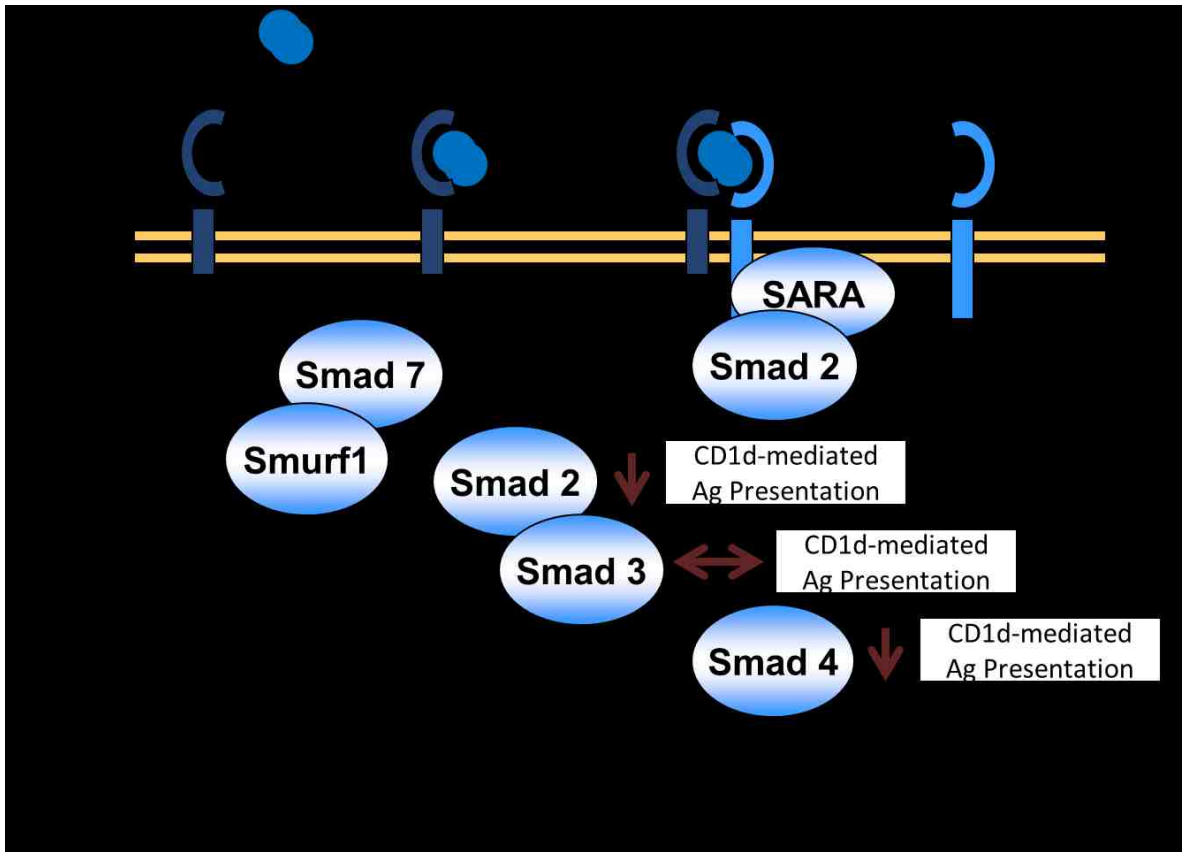 SARA
Smad 2
Smad 7
Smurf1
Smad 2
CD1d-mediated
Ag Presentation
Smad 3
CD1d-mediated
Ag Presentation
Smad 4
CD1d-mediated
Ag Presentation